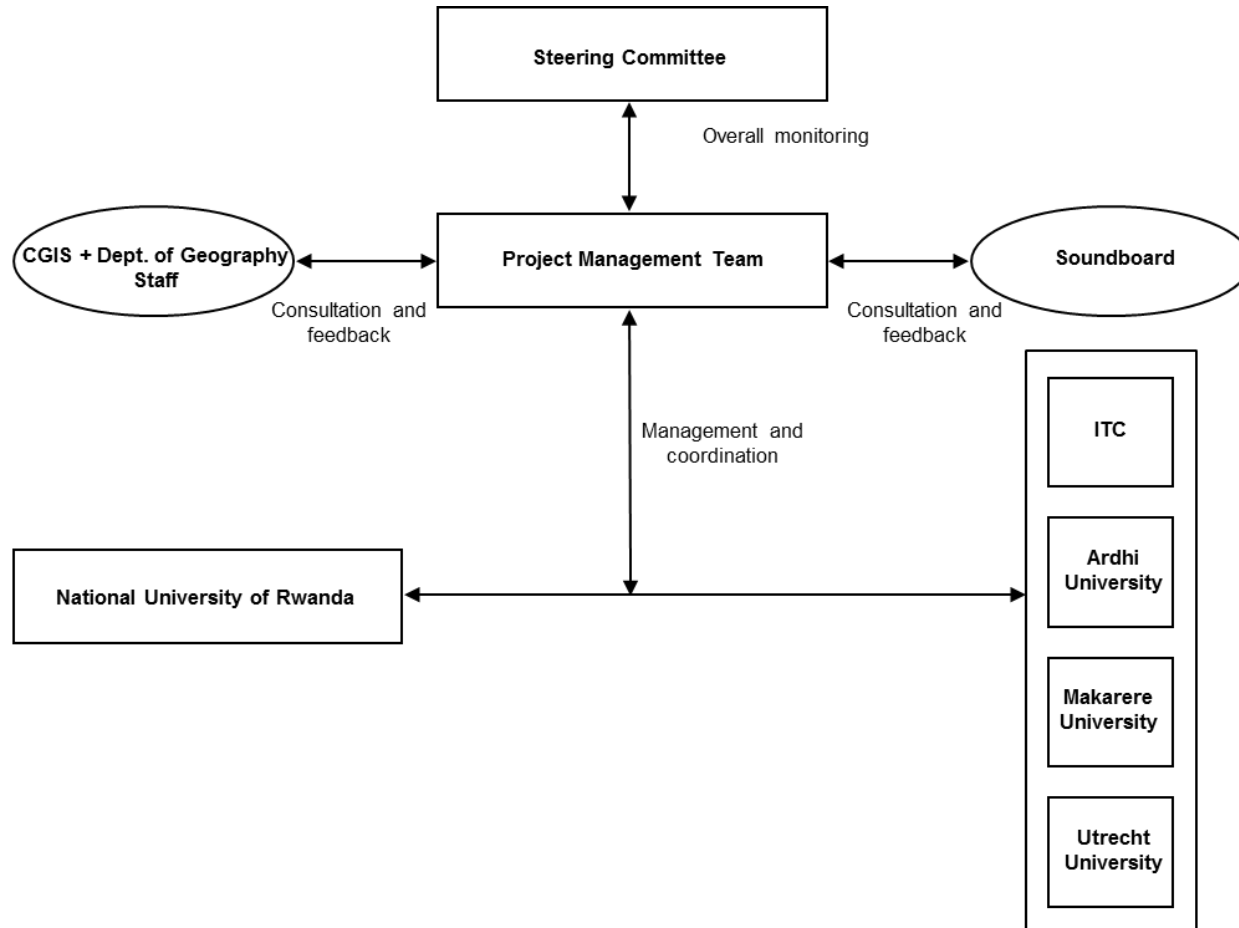 Steering Committee
Overall monitoring
CGIS + Dept. of Geography
Staff
Project Management Team
Soundboard
Consultation and
feedback
Consultation and
feedback
Management and
coordination
ITC
Ardhi
University
National University of Rwanda
Makarere
University
Utrecht
University